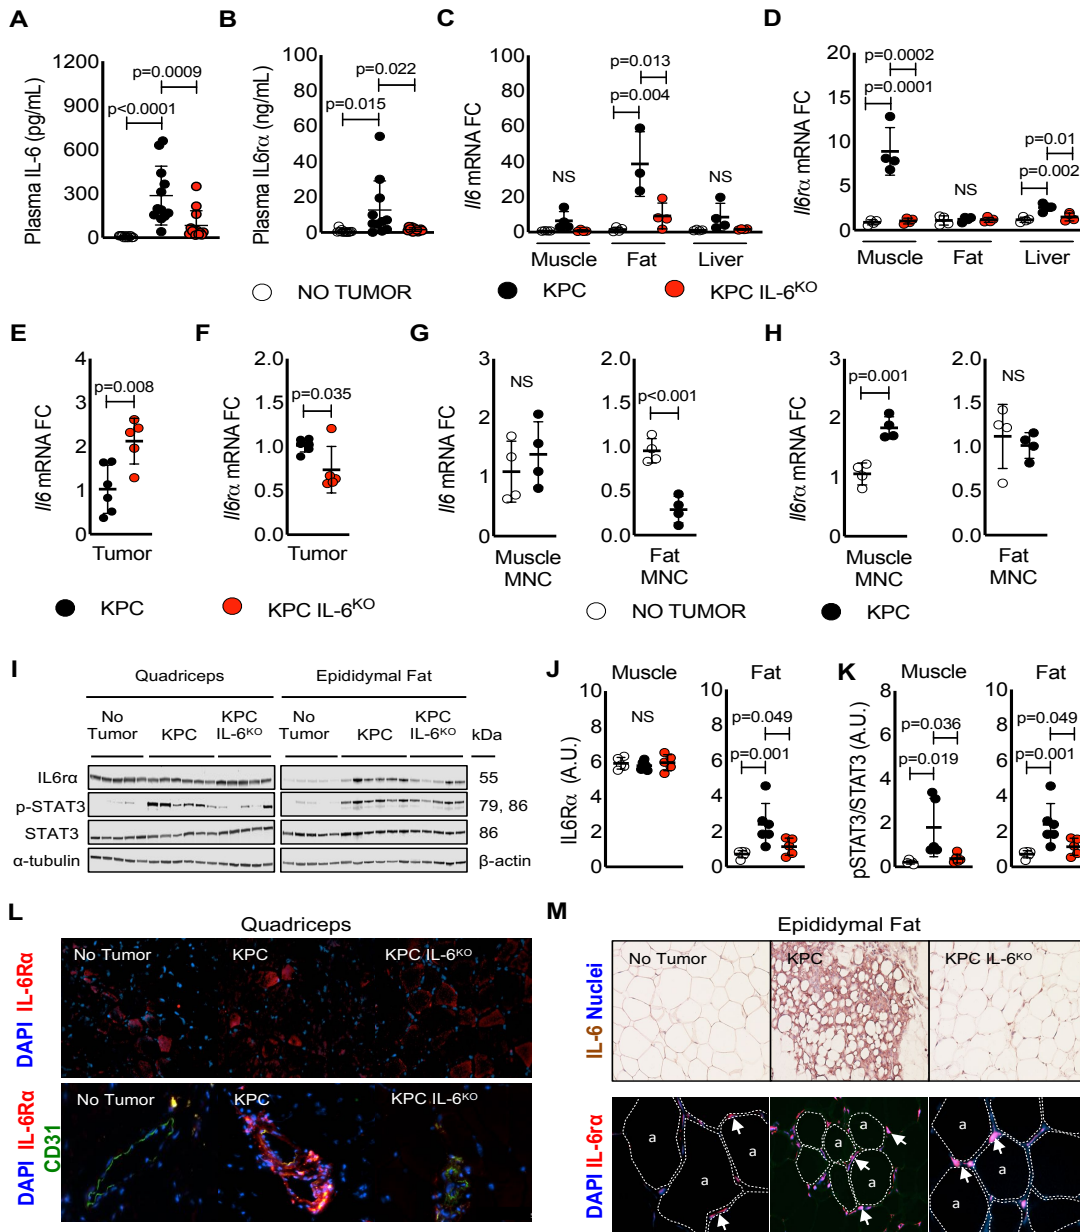 A
Plasma IL-6 (pg/mL)
1200
900
600
300
0
p=0.0009
p<0.0001
B
Plasma IL6rα (ng/mL)
100
80
60
40
20
0
p=0.022
p=0.015
C
Il6 mRNA FC
100
80
60
40
20
0
p=0.013
p=0.004
NS
NS
Muscle
Fat
Liver
D
Il6rα mRNA FC
20
15
10
5
0
p=0.0002
p=0.0001
NS
p=0.01
p=0.002
Muscle
Fat
Liver
NO TUMOR
KPC
KPC IL-6KO
E
Il6 mRNA FC
4
3
2
1
0
p=0.008
Tumor
F
Il6rα mRNA FC
2.0
1.5
1.0
0.5
0.0
p=0.035
Tumor
G
Il6 mRNA FC
3
2
1
0
NS
Muscle
MNC
2.0
1.5
1.0
0.5
0.0
p<.001
Fat
MNC
H
Il6rα mRNA FC
3
2
1
0
p=0.001
Muscle
MNC
2.0
1.5
1.0
0.5
0.0
NS
Fat
MNC
KPC
KPC IL-6KO
NO TUMOR
KPC
I
Quadriceps
Epididymal Fat
No
Tumor
KPC
KPC
IL-6KO
No
Tumor
KPC
KPC
IL-6KO
kDa
IL6rα
55
p-STAT3
79, 86
STAT3
86
α-tubulin
β-actin
J
Muscle
IL6Rα (A.U.)
10
8
6
4
2
0
NS
Fat
10
8
6
4
2
0
p=0.049
p=0.001
K
Muscle
pSTAT3/STAT3 (A.U.)
8
6
4
2
0
p=0.036
p=0.019
Fat
10
8
6
4
2
0
p=0.049
p=0.001
L
Quadriceps
DAPI IL-6Rα
No Tumor
KPC
KPC IL-6KO
DAPI IL-6Rα
CD31
No Tumor
KPC
KPC IL-6KO
M
Epididymal Fat
IL-6 Nuclei
No Tumor
KPC
KPC IL-6KO
DAPI IL-6rα
a
a
a
a
a
a
a
a
a